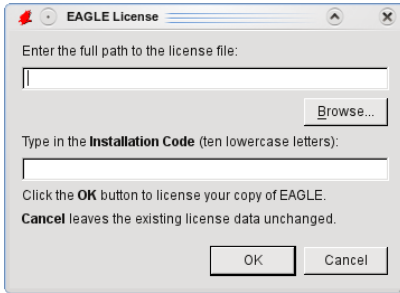 EAGLE License
Enter the full path to the license file:
Browse...
Type in the Installation Code (ten lowercase letters):
Click the OK button to license your copy of EAGLE.
Cancel leaves the existing license data unchanged.
OK
Cancel